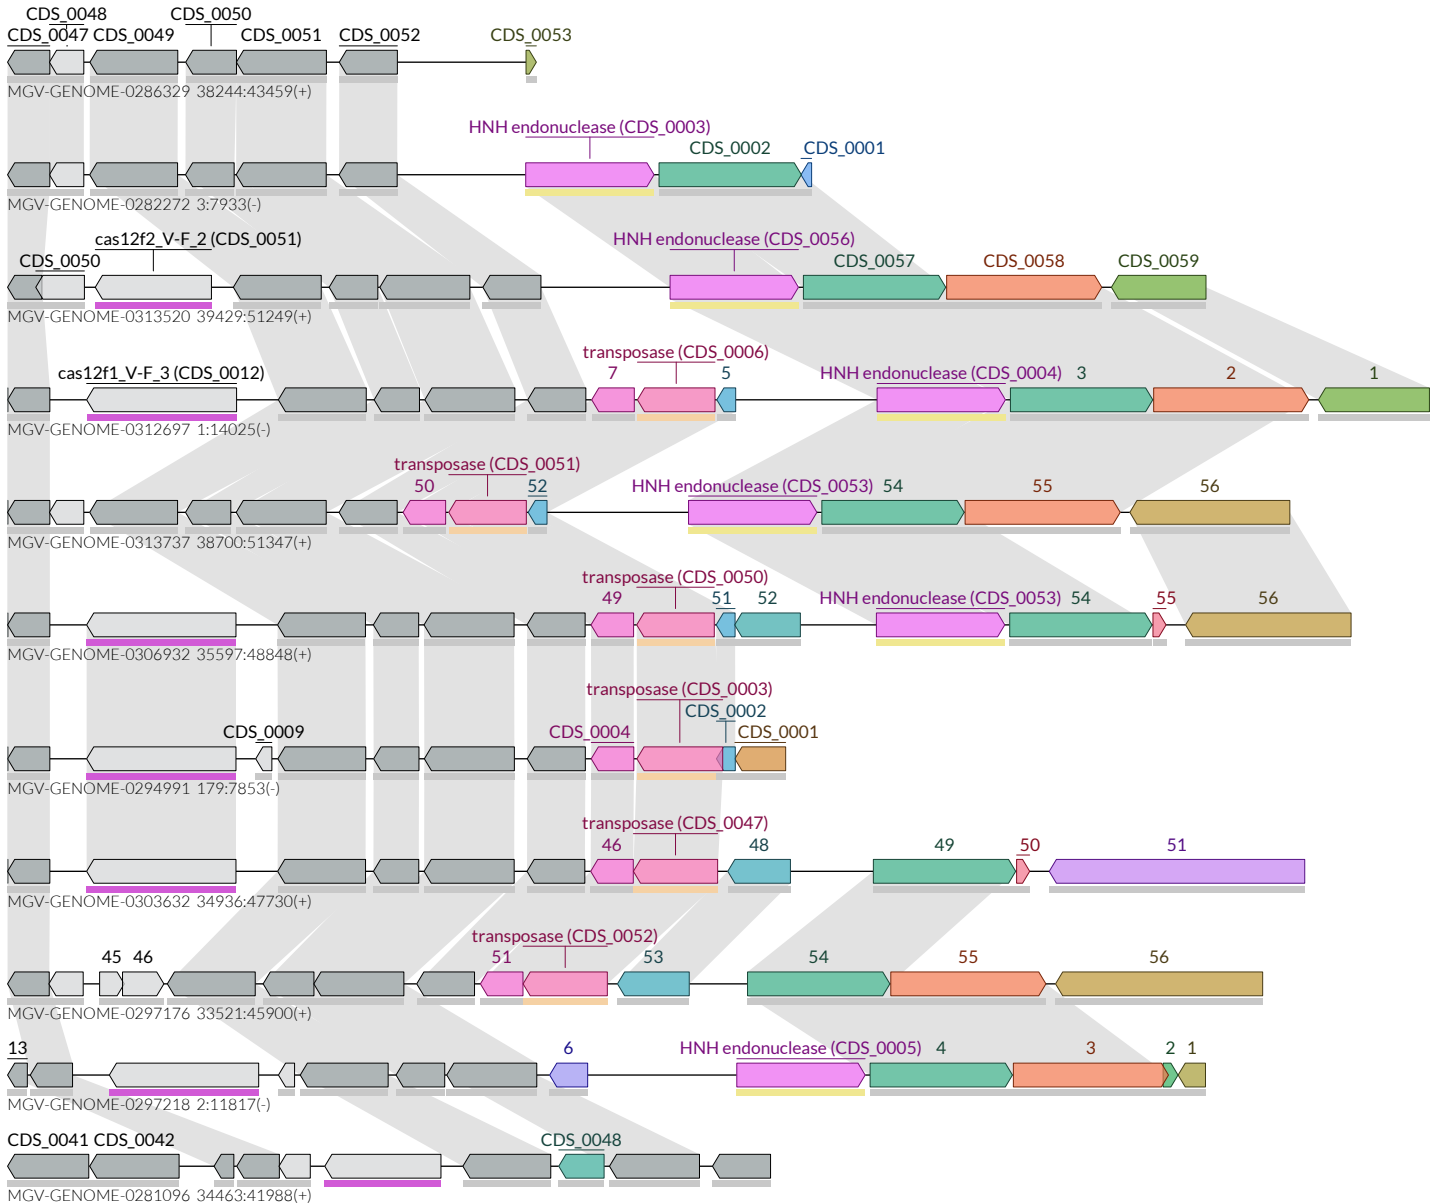 CDS_0048 CDS_0050
CDS_0047 CDS_0049 CDS_0051 CDS_0052 CDS_0053
MGV-GENOME-0286329 38244:43459(+)
HNH endonuclease (CDS_0003)
CDS_0002 CDS_0001
MGV-GENOME-0282272 3:7933(-)
cas12f2_V-F_2 (CDS_0051) HNH endonuclease (CDS_0056)
CDS_0050 CDS_0057 CDS_0058 CDS_0059
MGV-GENOME-0313520 39429:51249(+)
transposase (CDS_0006)
cas12f1_V-F_3 (CDS_0012) 7 5 HNH endonuclease (CDS_0004) 3 2 1
MGV-GENOME-0312697 1:14025(-)
transposase (CDS_0051)
50 52 HNH endonuclease (CDS_0053) 54 55 56
MGV-GENOME-0313737 38700:51347(+)
transposase (CDS_0050)
49 51 52 HNH endonuclease (CDS_0053) 54 55 56
MGV-GENOME-0306932 35597:48848(+)
transposase (CDS_0003)
CDS_0002
CDS_0009 CDS_0004 CDS_0001
MGV-GENOME-0294991 179:7853(-)
transposase (CDS_0047)
46 48 49 50 51
MGV-GENOME-0303632 34936:47730(+)
transposase (CDS_0052)
45 46 51 53 54 55 56
MGV-GENOME-0297176 33521:45900(+)
13 6 HNH endonuclease (CDS_0005) 4 3 2 1
MGV-GENOME-0297218 2:11817(-)
CDS_0041 CDS_0042 CDS_0048
MGV-GENOME-0281096 34463:41988(+)